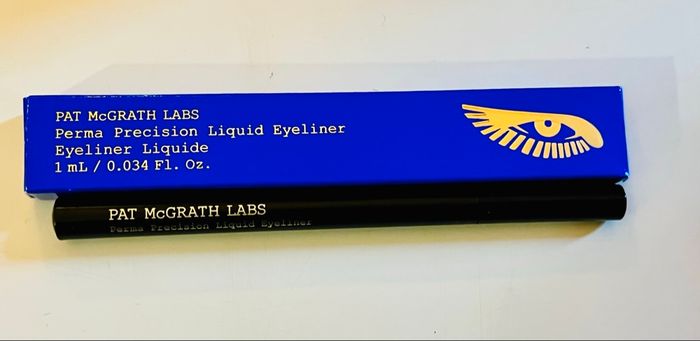 PAT McGRATH LABS
Perma Precision Liquid Eyeliner
Eyeliner Liquide
1 mL / 0.034 Fl. Oz.
PAT McGRATH LABS
Perma Precision Liquid Eyeliner